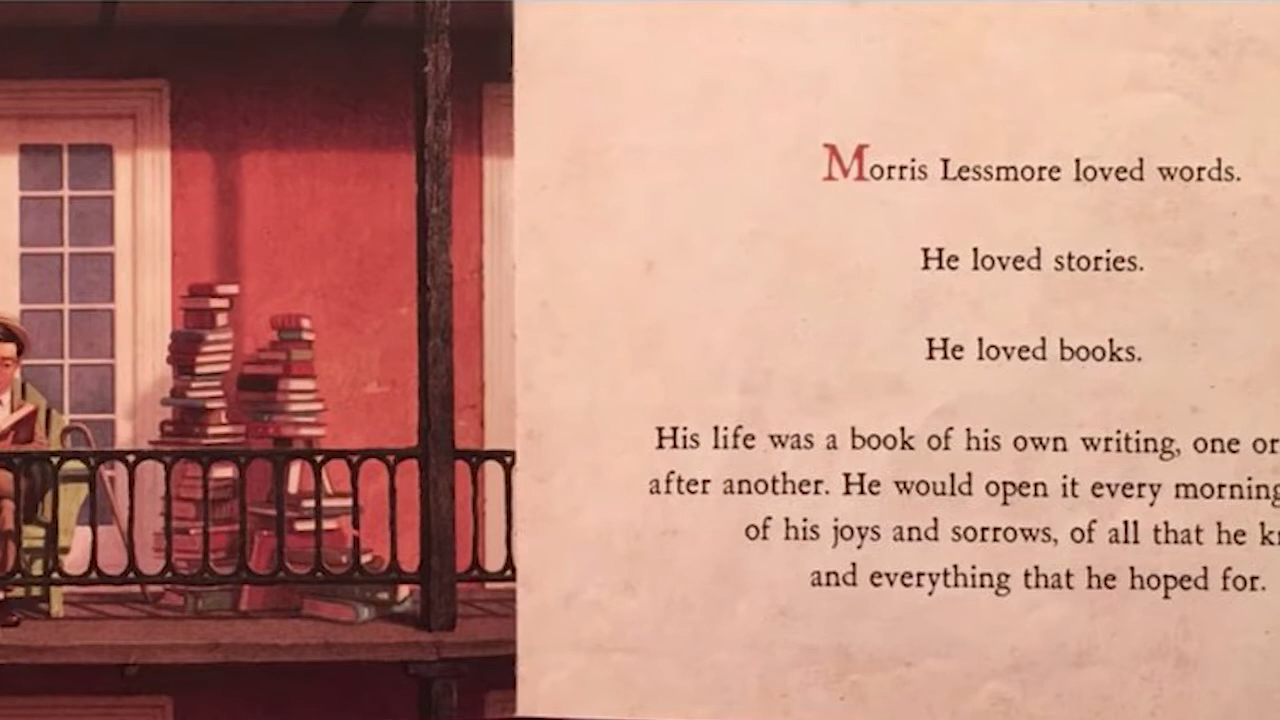 Morris Lessmore loved words.
He loved stories.
He loved books.
His life was a book of his own writing, one or
after another. He would open it every morning
of his joys and sorrows, of all that he
and everything that he hoped for.